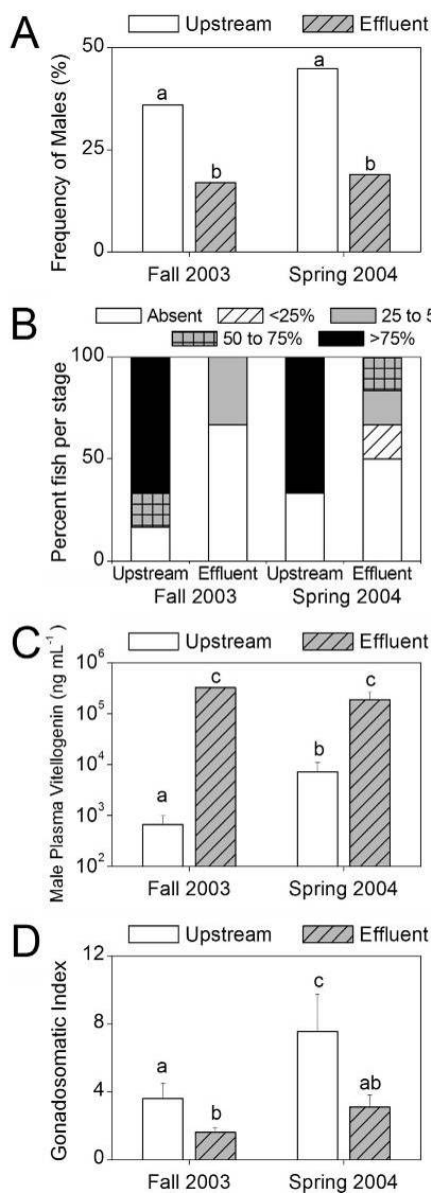 A
Upstream Effluent
Frequency of Males (%)
50
25
0
a
b
a
b
Fall 2003 Spring 2004
B
Absent <25% 25 to 5
50 to 75% >75%
Percent fish per stage
100
50
0
Upstream Effluent Upstream Effluent
Fall 2003 Spring 2004
C
Upstream Effluent
Male Plasma Vitellogenin (ng mL⁻¹)
10⁶
10⁵
10⁴
10³
10²
a
c
b
c
Fall 2003 Spring 2004
D
Upstream Effluent
Gonadosomatic Index
12
8
4
0
a
b
c
ab
Fall 2003 Spring 2004